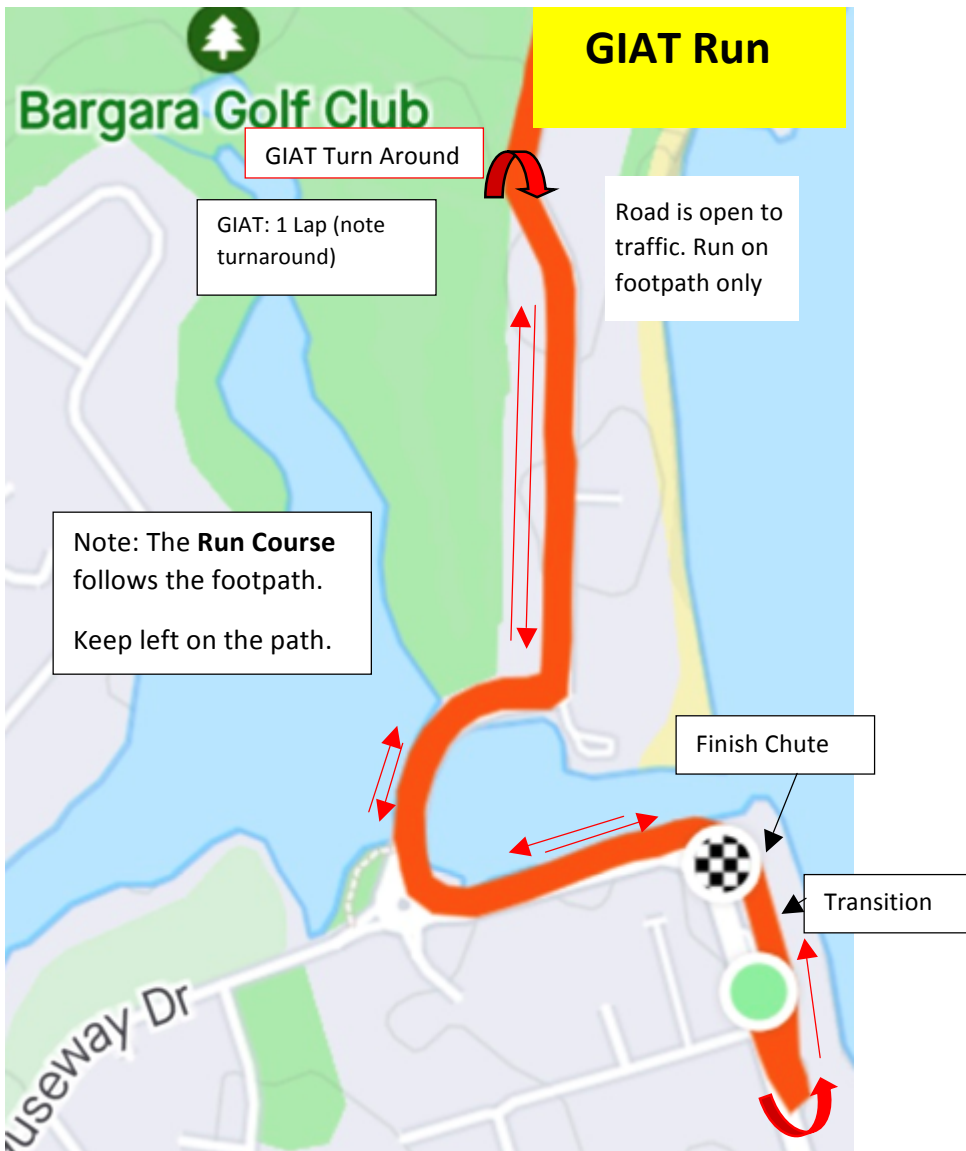 GIAT Run
Bargara Golf Club
GIAT Turn Around
GIAT: 1 Lap (note
turnaround)
Road is open to
traffic. Run on
footpath only
Note: The Run Course
follows the footpath.
Keep left on the path.
Finish Chute
Transition
useway Dr